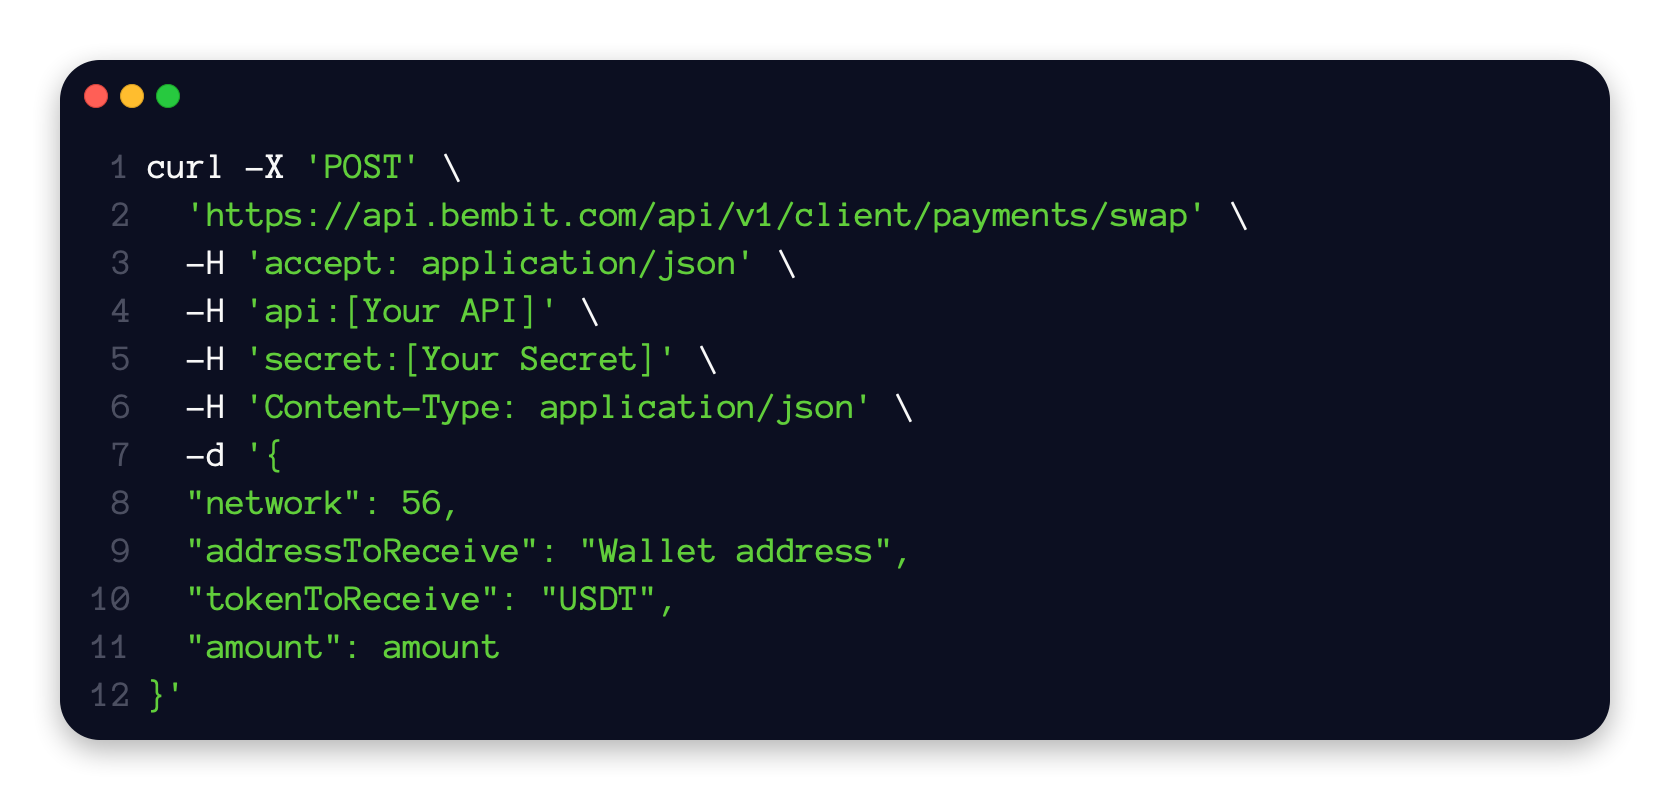 1 curl -X 'POST' \
2   'https://api.bembit.com/api/v1/client/payments/swap' \
3   -H 'accept: application/json' \
4   -H 'api:[Your API]' \
5   -H 'secret:[Your Secret]' \
6   -H 'Content-Type: application/json' \
7   -d '{
8   "network": 56,
9   "addressToReceive": "Wallet address",
10   "tokenToReceive": "USDT",
11   "amount": amount
12 }'